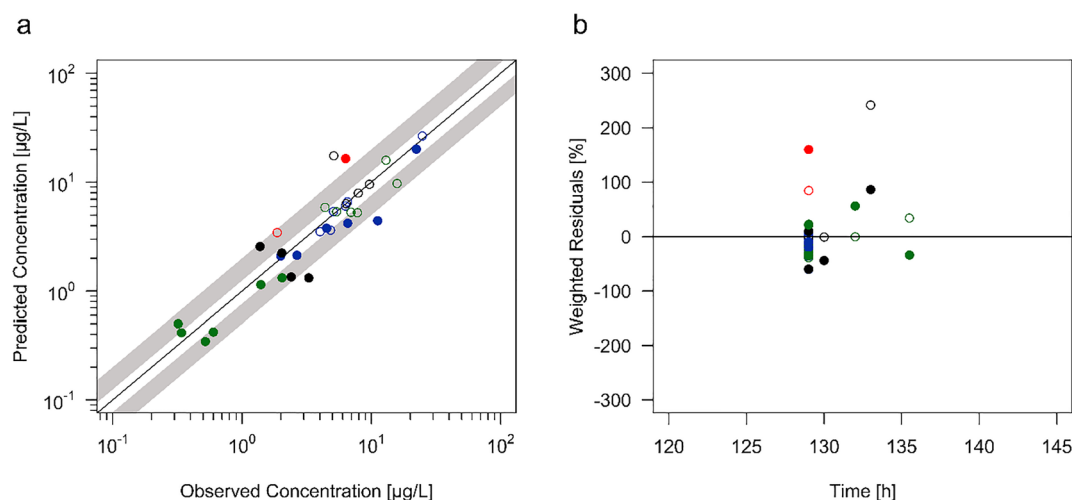 a
Predicted Concentration [µg/L]
10²
10¹
10⁰
10⁻¹
10⁻¹ 10⁰ 10¹ 10²
Observed Concentration [µg/L]
b
Weighted Residuals [%]
300
200
100
0
-100
-200
-300
120 125 130 135 140 145
Time [h]